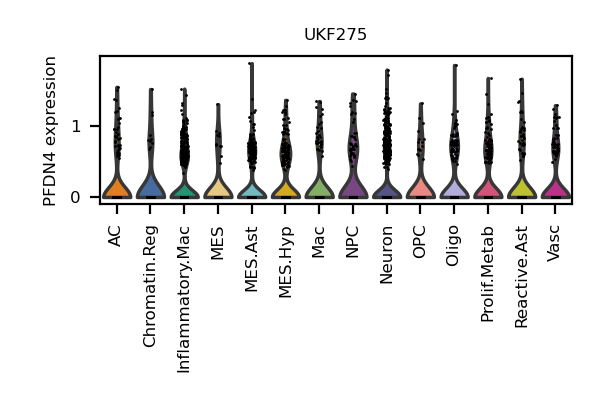 UKF275
PFDN4 expression
1
0
AC
Chromatin.Reg
Inflammatory.Mac
MES
MES.Ast
MES.Hyp
Mac
NPC
Neuron
OPC
Oligo
Prolif.Metab
Reactive.Ast
Vasc